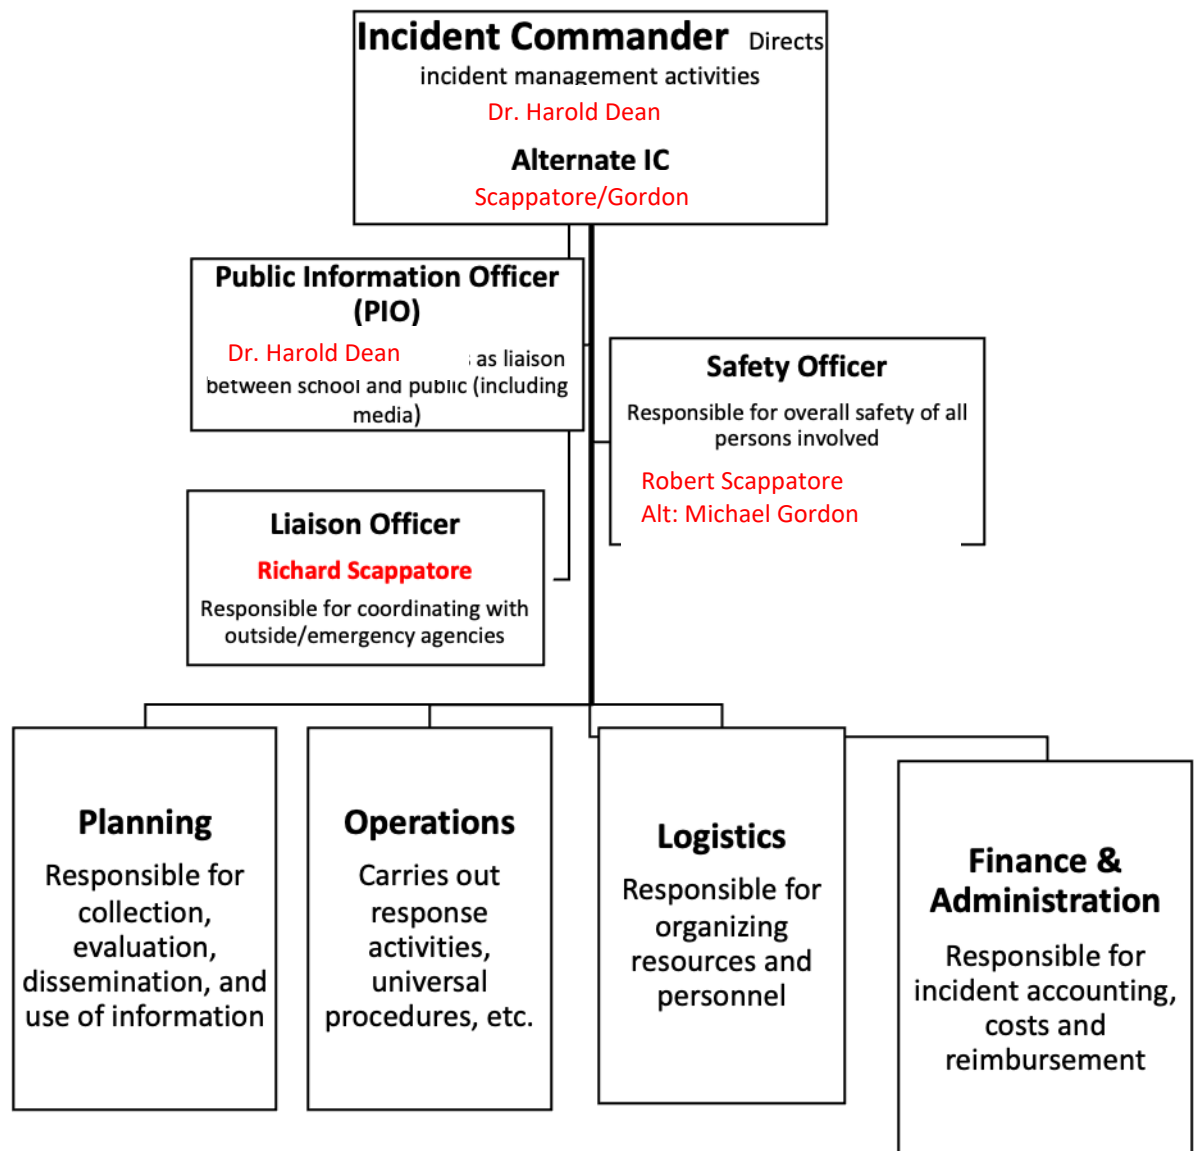 Incident Commander Directs
incident management activities
Dr. Harold Dean
Alternate IC
Scappatore/Gordon
Public Information Officer
(PIO)
Dr. Harold Dean
as liaison
between school and public (including
media)
Safety Officer
Responsible for overall safety of all
persons involved
Robert Scappatore
Alt: Michael Gordon
Liaison Officer
Richard Scappatore
Responsible for coordinating with
outside/emergency agencies
Planning
Responsible for
collection,
evaluation,
dissemination, and
use of information
Operations
Carries out
response
activities,
universal
procedures, etc.
Logistics
Responsible for
organizing
resources and
personnel
Finance &
Administration
Responsible for
incident accounting,
costs and
reimbursement